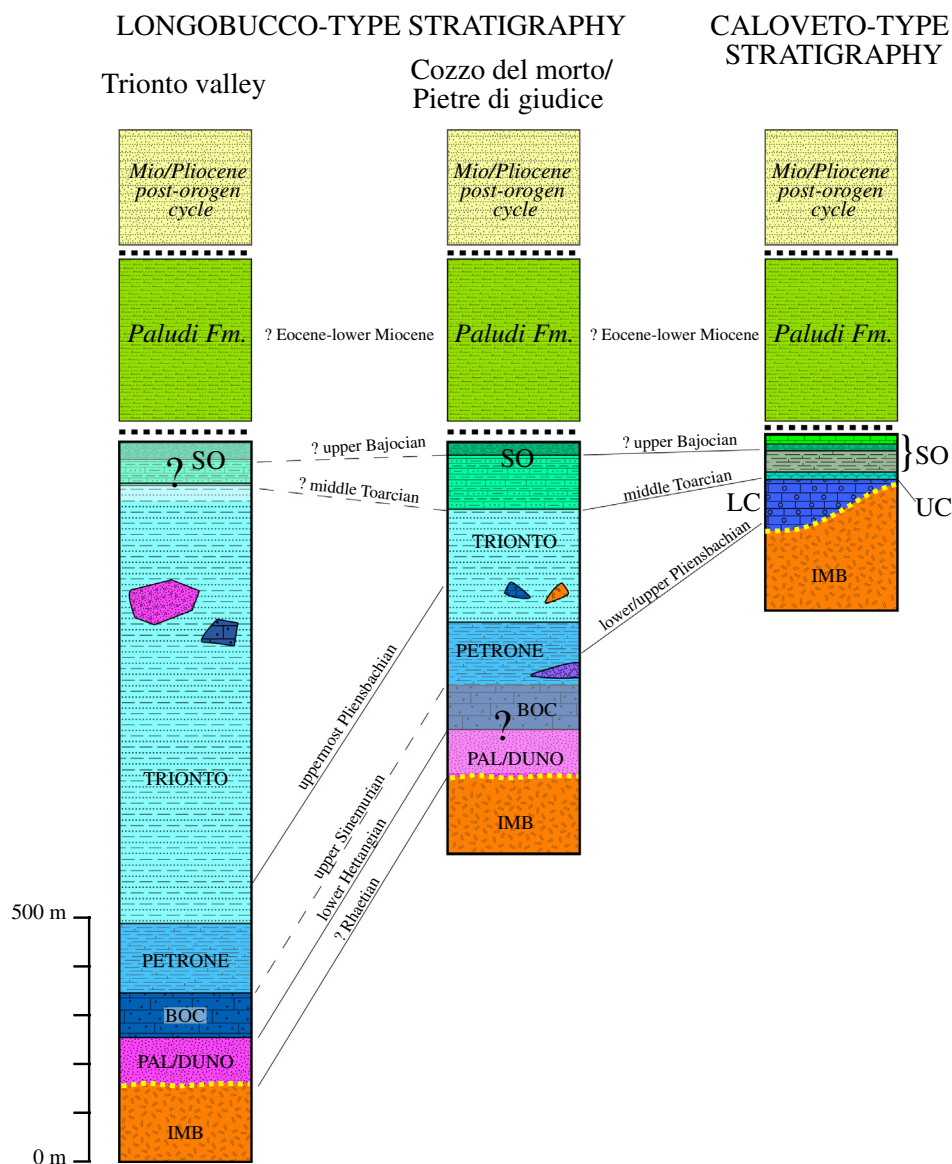 LONGOBUCCO-TYPE STRATIGRAPHY
CALOVETO-TYPE
STRATIGRAPHY
Trionto valley
Cozzo del morto/
Pietre di giudice
Mio/Pliocene
post-orogen
cycle
Mio/Pliocene
post-orogen
cycle
Mio/Pliocene
post-orogen
cycle
Paludi Fm.
? Eocene-lower Miocene
Paludi Fm.
? Eocene-lower Miocene
Paludi Fm.
? SO
? upper Bajocian
SO
? upper Bajocian
} SO
? middle Toarcian
middle Toarcian
LC
UC
TRIONTO
IMB
lower/upper Pliensbachian
PETRONE
uppermost Pliensbachian
? BOC
PAL/DUNO
TRIONTO
IMB
upper Sinemurian
lower Hettangian
? Rhaetian
500 m
PETRONE
BOC
PAL/DUNO
IMB
0 m